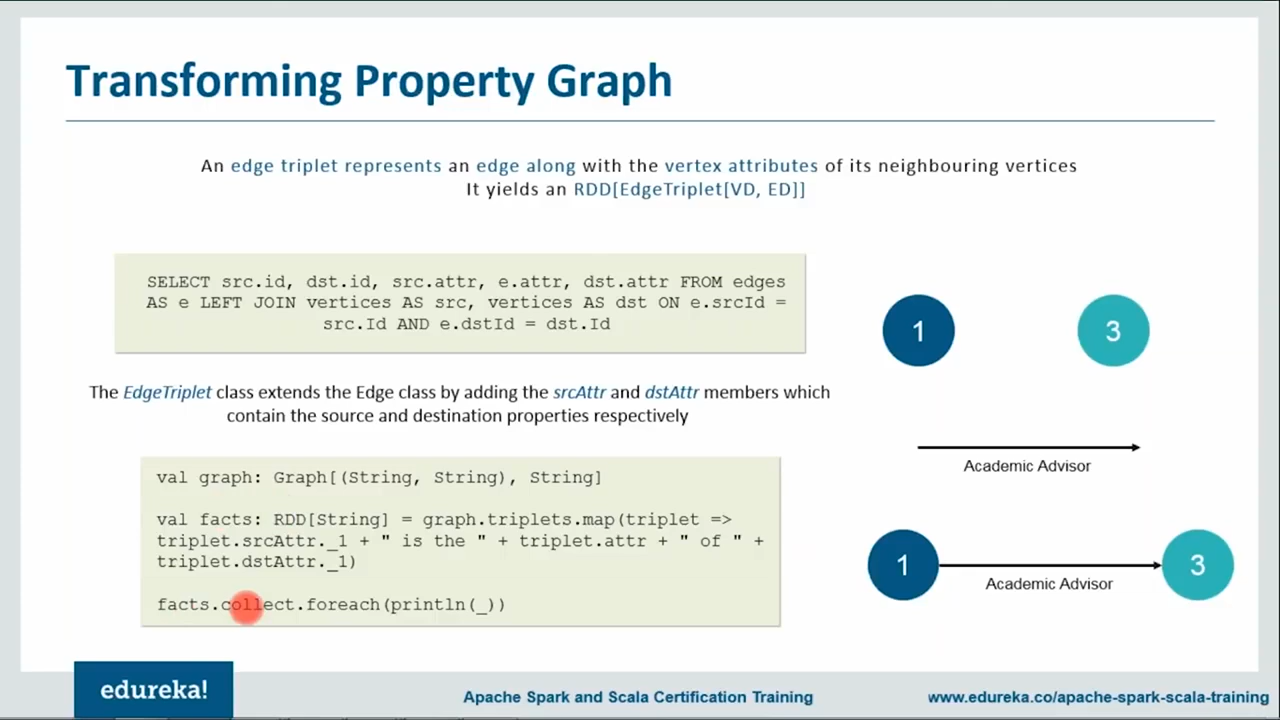 Transforming Property Graph
An edge triplet represents an edge along with the vertex attributes of its neighbouring vertices
It yields an RDD[EdgeTriplet[VD, ED]]
SELECT src.id, dst.id, src.attr, e.attr, dst.attr FROM edges
AS e LEFT JOIN vertices AS src, vertices AS dst ON e.srcId =
src.Id AND e.dstId = dst.Id
The EdgeTriplet class extends the Edge class by adding the srcAttr and dstAttr members which
contain the source and destination properties respectively
val graph: Graph[(String, String), String]
val facts: RDD[String] = graph.triplets.map(triplet =>
triplet.srcAttr._1 + " is the " + triplet.attr + " of " +
triplet.dstAttr._1)
facts.collect.foreach(println(_))
1
3
Academic Advisor
1
3
Academic Advisor
edureka!
Apache Spark and Scala Certification Training
www.edureka.co/apache-spark-scala-training